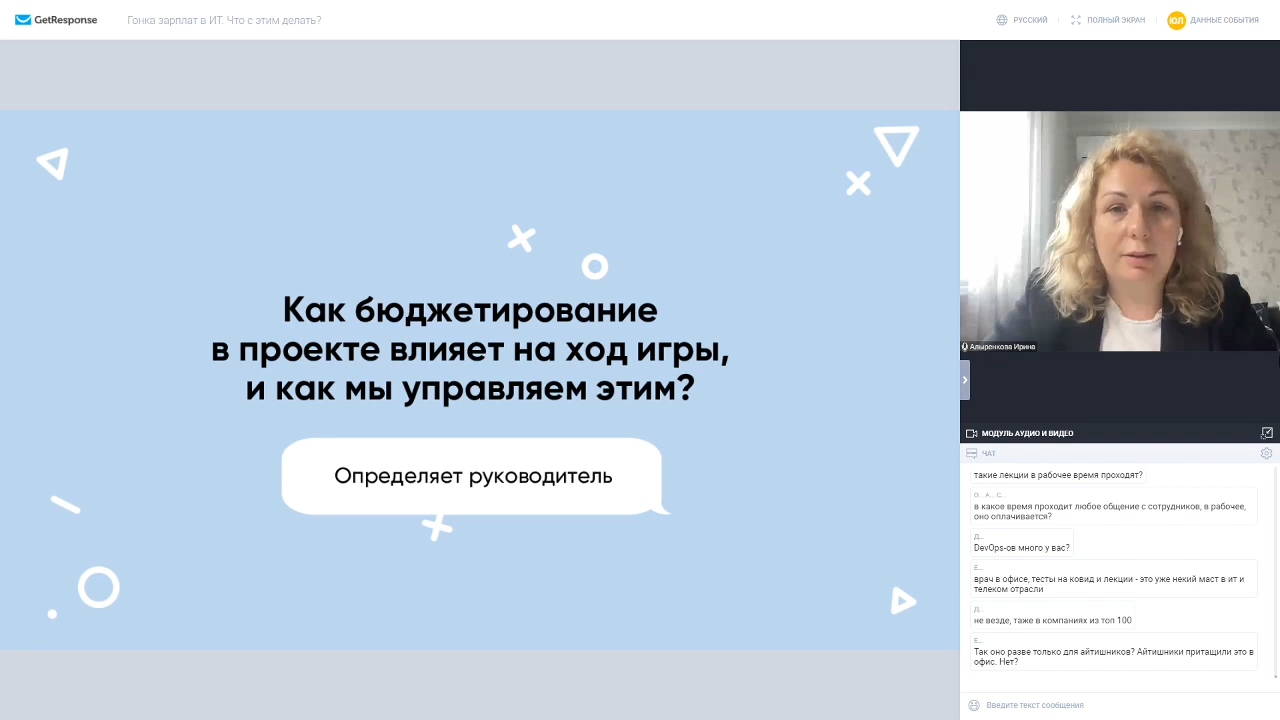 GetResponse
Гонка зарплат в ИТ. Что с этим делать?
РУССКИЙ
ПОЛНЫЙ ЭКРАН
ЮЛ
ДАННЫЕ СОБЫТИЯ
Как бюджетирование
в проекте влияет на ход игры,
и как мы управляем этим?
Определяет руководитель
Алыренкова Ирина
МОДУЛЬ АУДИО И ВИДЕО
ЧАТ
такие лекции в рабочее время проходят?
О... А... С...
в какое время проходит любое общение с сотрудников, в рабочее,
оно оплачивается?
Д...
DevOps-ов много у вас?
Е...
врач в офисе, тесты на ковид и лекции - это уже некий маст в ит и
телеком отрасли
Д...
не везде, таже в компаниях из топ 100
Е...
Так оно разве только для айтишников? Айтишники притащили это в
офис. Нет?
Введите текст сообщения